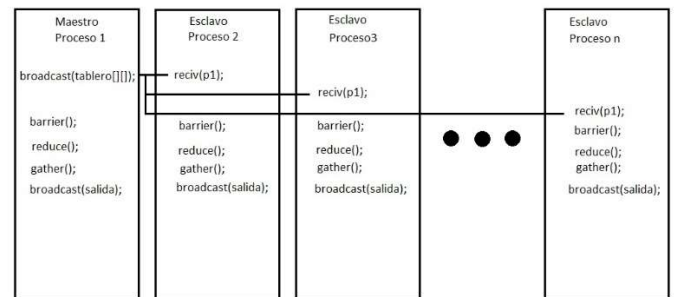 Maestro
Proceso 1
broadcast(tablero[][]);
barrier();
reduce();
gather();
broadcast(salida);
Esclavo
Proceso 2
reciv(p1);
barrier();
reduce();
gather();
broadcast(salida);
Esclavo
Proceso3
reciv(p1);
barrier();
reduce();
gather();
broadcast(salida);
Esclavo
Proceso n
reciv(p1);
barrier();
reduce();
gather();
broadcast(salida);